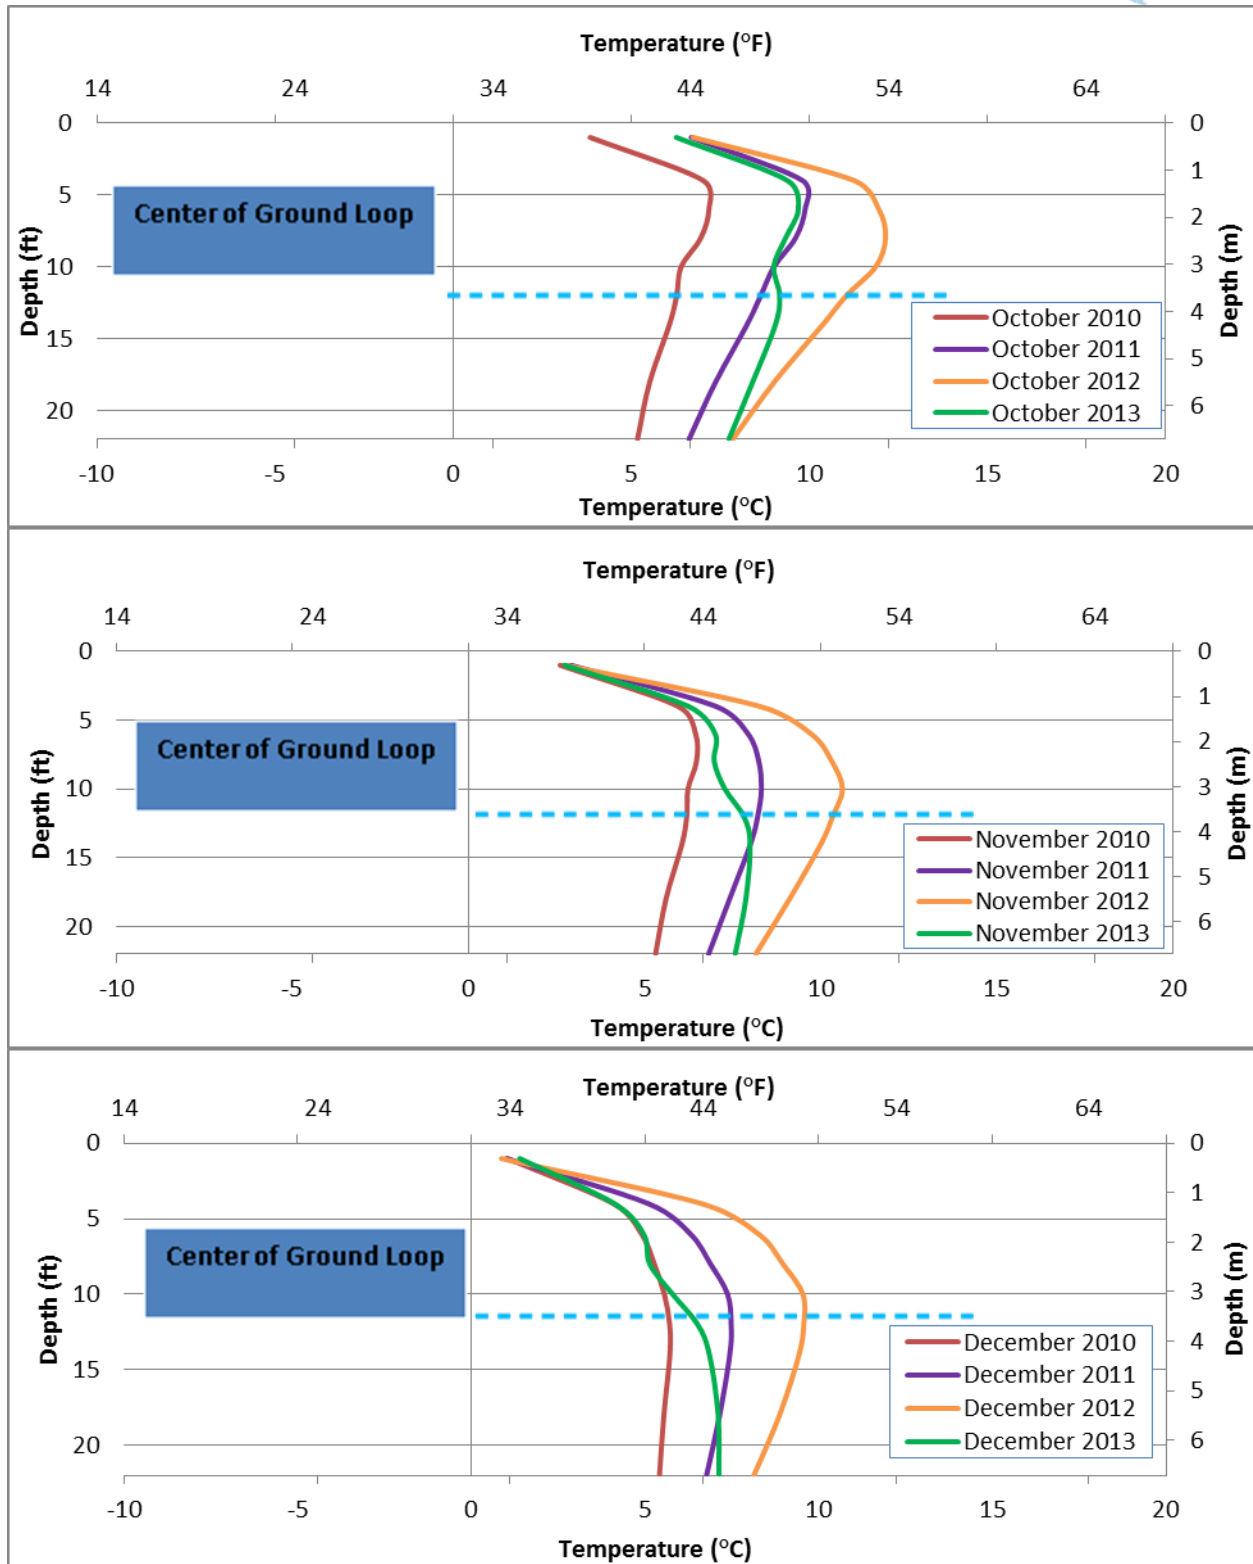 Temperature (°F)
14 24 34 44 54 64
0 0
5 1
Center of Ground Loop
2
10 3
4
15 5
20 6
Depth (ft)
Depth (m)
October 2010
October 2011
October 2012
October 2013
-10 -5 0 5 10 15 20
Temperature (°C)
Temperature (°F)
14 24 34 44 54 64
0 0
1
5
Center of Ground Loop
2
10 3
4
15 5
20 6
Depth (ft)
Depth (m)
November 2010
November 2011
November 2012
November 2013
-10 -5 0 5 10 15 20
Temperature (°C)
Temperature (°F)
14 24 34 44 54 64
0 0
1
5
Center of Ground Loop
2
10 3
4
15 5
20 6
Depth (ft)
Depth (m)
December 2010
December 2011
December 2012
December 2013
-10 -5 0 5 10 15 20
Temperature (°C)